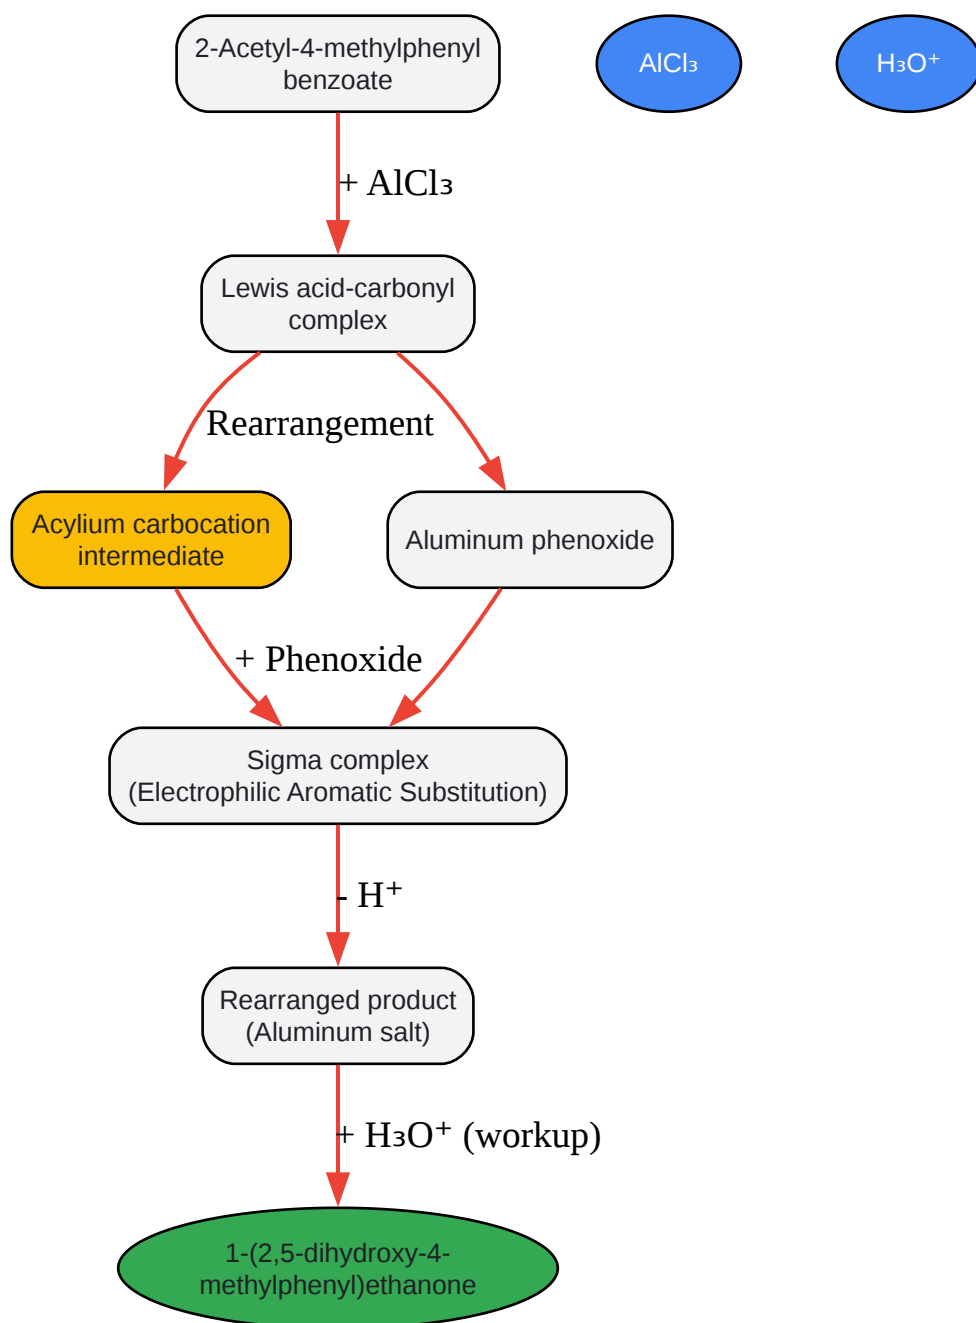 2-Acetyl-4-methylphenyl
benzoate
AlCl₃
H₃O⁺
+ AlCl₃
Lewis acid-carbonyl
complex
Rearrangement
Acylium carbocation
intermediate
Aluminum phenoxide
+ Phenoxide
Sigma complex
(Electrophilic Aromatic Substitution)
- H⁺
Rearranged product
(Aluminum salt)
+ H₃O⁺ (workup)
1-(2,5-dihydroxy-4-
methylphenyl)ethanone